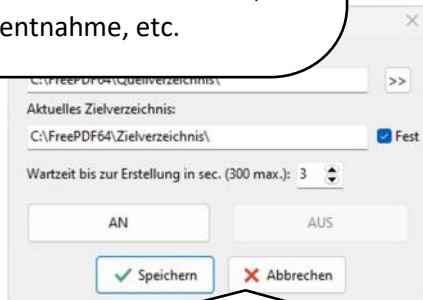 entnahme, etc.
C:\FreePDF64\Quellverzeichnis\
>>
Aktuelles Zielverzeichnis:
C:\FreePDF64\Zielverzeichnis\
Fest
Wartzeit bis zur Erstellung in sec. (300 max.): 3
AN AUS
Speichern Abbrechen